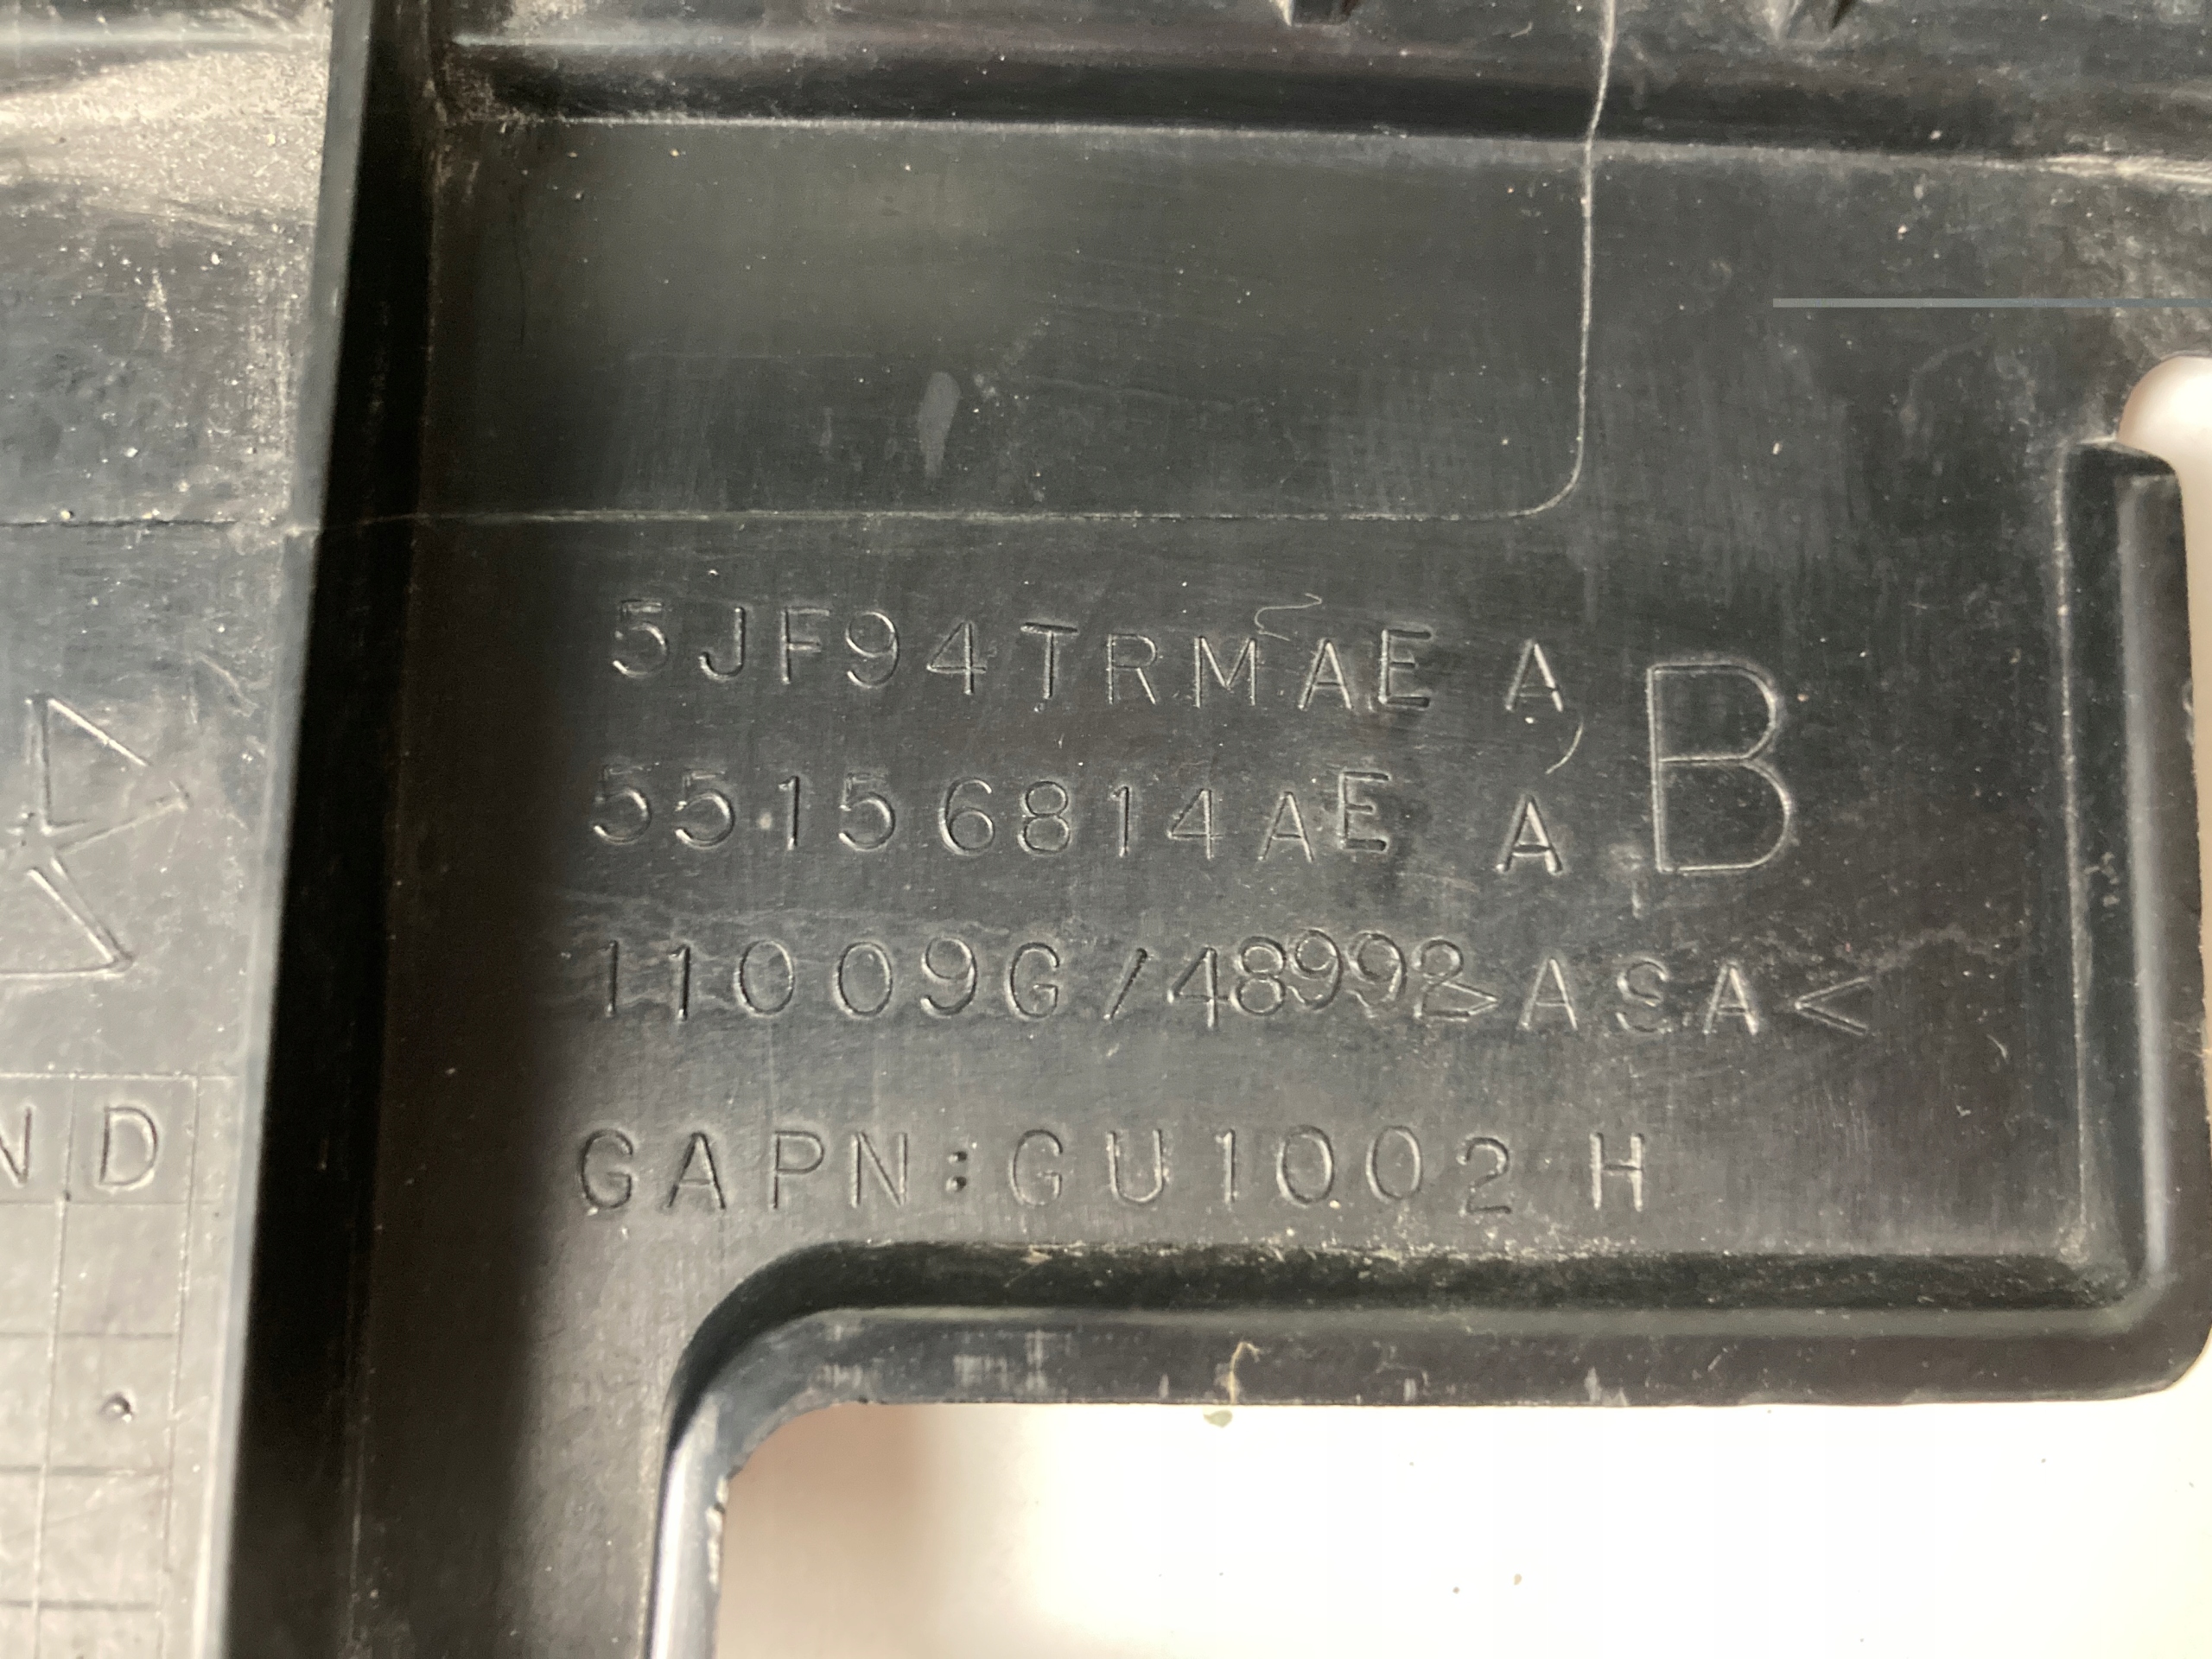 5JF94TRMAE A
55156814AE A B
11009G/48992>ASA<
GAPN:GU1002 H
ND